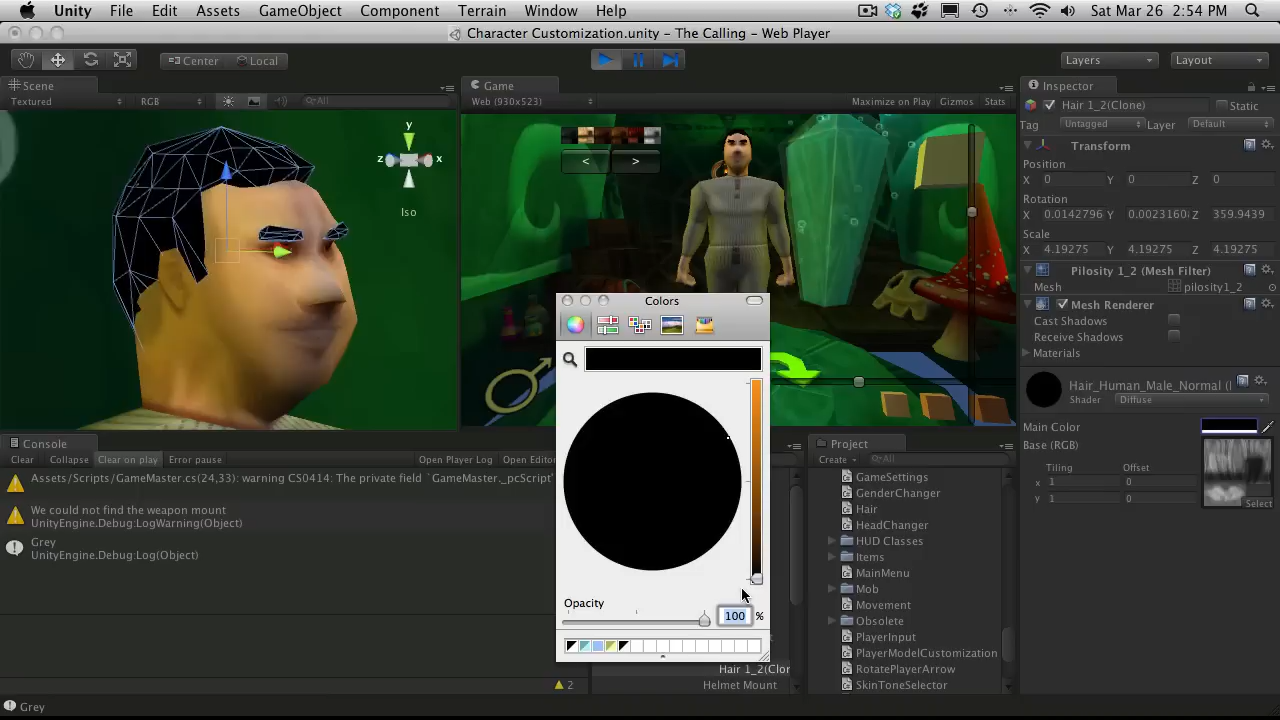 Unity File Edit Assets GameObject Component Terrain Window Help Sat Mar 26 2:54 PM
Character Customization.unity - The Calling - Web Player
Center Local Layers Layout
Scene Game Inspector
Textured RGB All Web (930x523) Maximize on Play Gizmos Stats
Hair 1_2(Clone) Static
Tag Untagged Layer Default
Transform
Position
X 0 Y 0 Z 0
Rotation
X 0.0142796 Y 0.0023160 Z 359.9439
Scale
X 4.19275 Y 4.19275 Z 4.19275
Pilosity 1_2 (Mesh Filter)
Mesh pilosity1_2
Mesh Renderer
Cast Shadows
Receive Shadows
Materials
Hair_Human_Male_Normal (
Shader Diffuse
Main Color
Base (RGB)
Tiling Offset
x 1 0
y 1 0
Select
y
z x
Iso
< >
Colors
Opacity
100 %
Console
Clear Collapse Clear on play Error pause Open Player Log Open Editor
Assets/Scripts/GameMaster.cs(24,33): warning CS0414: The private field `GameMaster._pcScript'
We could not find the weapon mount
UnityEngine.Debug:LogWarning(Object)
Grey
UnityEngine.Debug:Log(Object)
2
Hair 1_2(Clor
Helmet Mount
Project
Create All
GameSettings
GenderChanger
Hair
HeadChanger
HUD Classes
Items
MainMenu
Mob
Movement
Obsolete
PlayerInput
PlayerModelCustomization
RotatePlayerArrow
SkinToneSelector
Grey